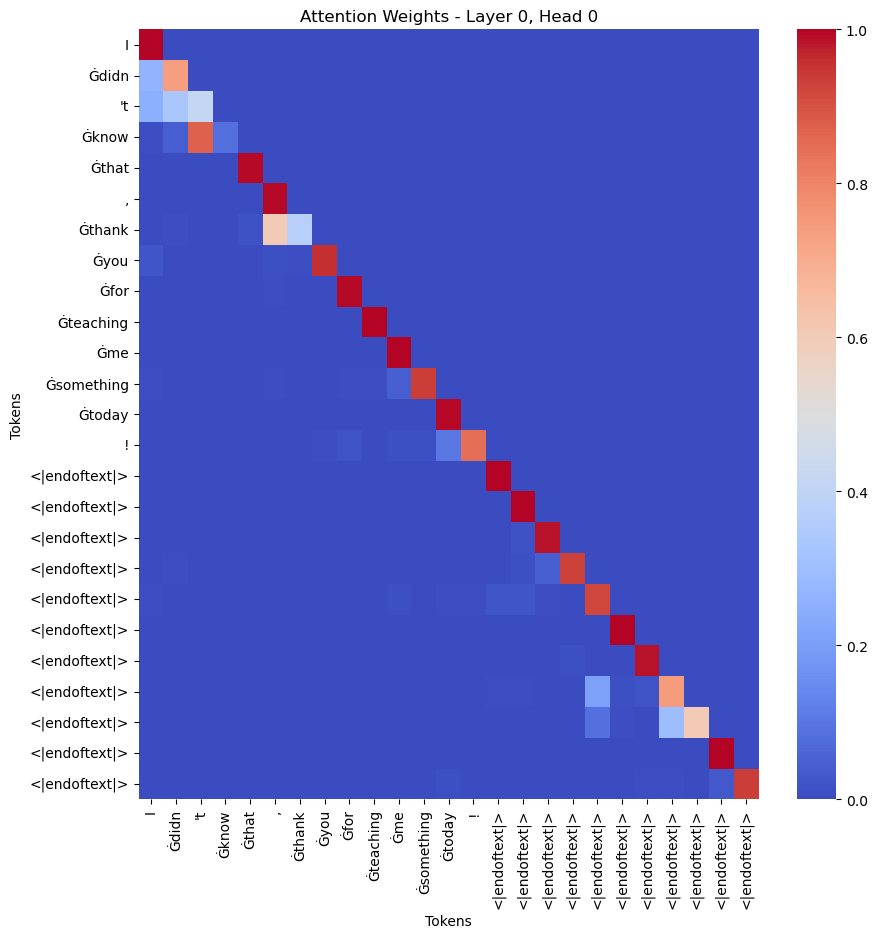 Attention Weights - Layer 0, Head 0
I
Ġdidn
't
Ġknow
Ġthat
,
Ġthank
Ġyou
Ġfor
Ġteaching
Ġme
Ġsomething
Ġtoday
!
<|endoftext|>
<|endoftext|>
<|endoftext|>
<|endoftext|>
<|endoftext|>
<|endoftext|>
<|endoftext|>
<|endoftext|>
<|endoftext|>
<|endoftext|>
<|endoftext|>
Tokens
I
Ġdidn
't
Ġknow
Ġthat
,
Ġthank
Ġyou
Ġfor
Ġteaching
Ġme
Ġsomething
Ġtoday
!
<|endoftext|>
<|endoftext|>
<|endoftext|>
<|endoftext|>
<|endoftext|>
<|endoftext|>
<|endoftext|>
<|endoftext|>
<|endoftext|>
<|endoftext|>
<|endoftext|>
Tokens
1.0
0.8
0.6
0.4
0.2
0.0